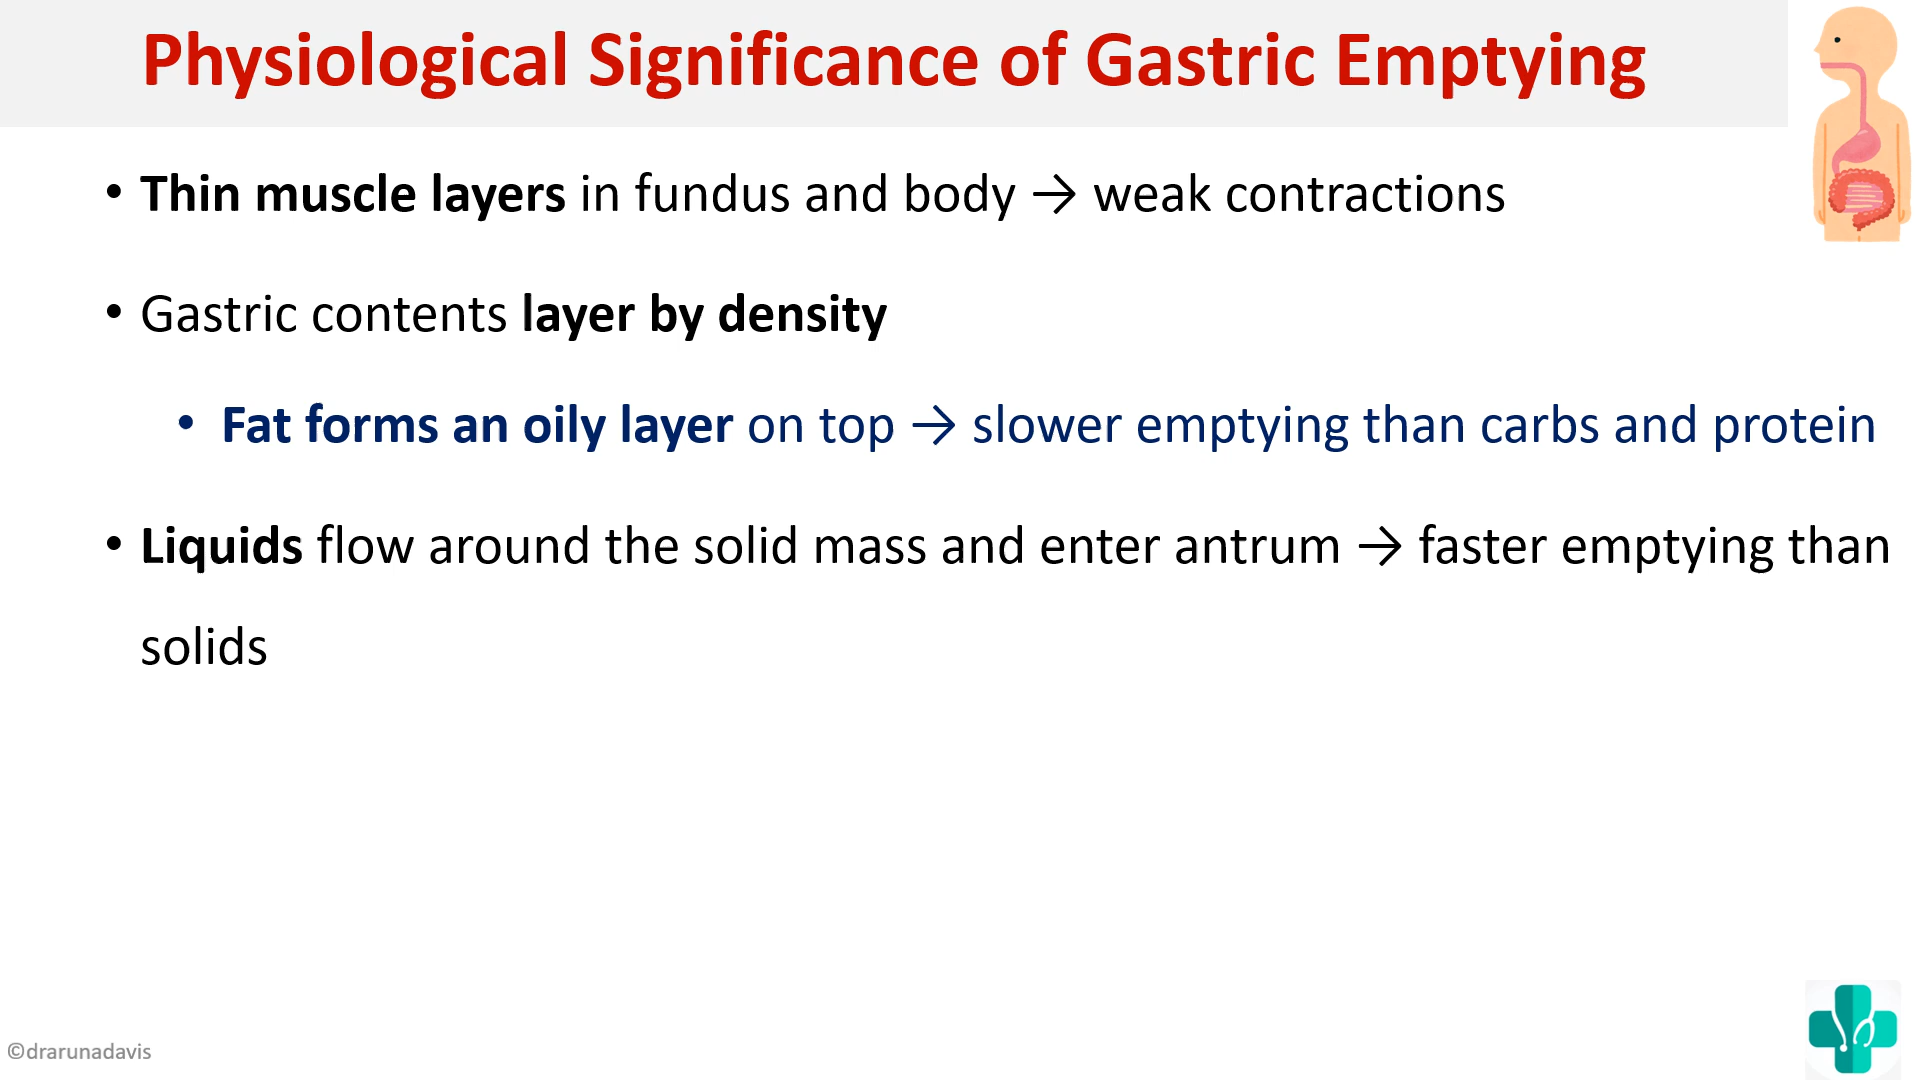 Physiological Significance of Gastric Emptying
• Thin muscle layers in fundus and body → weak contractions
• Gastric contents layer by density
• Fat forms an oily layer on top → slower emptying than carbs and protein
• Liquids flow around the solid mass and enter antrum → faster emptying than
solids
©drarunadavis